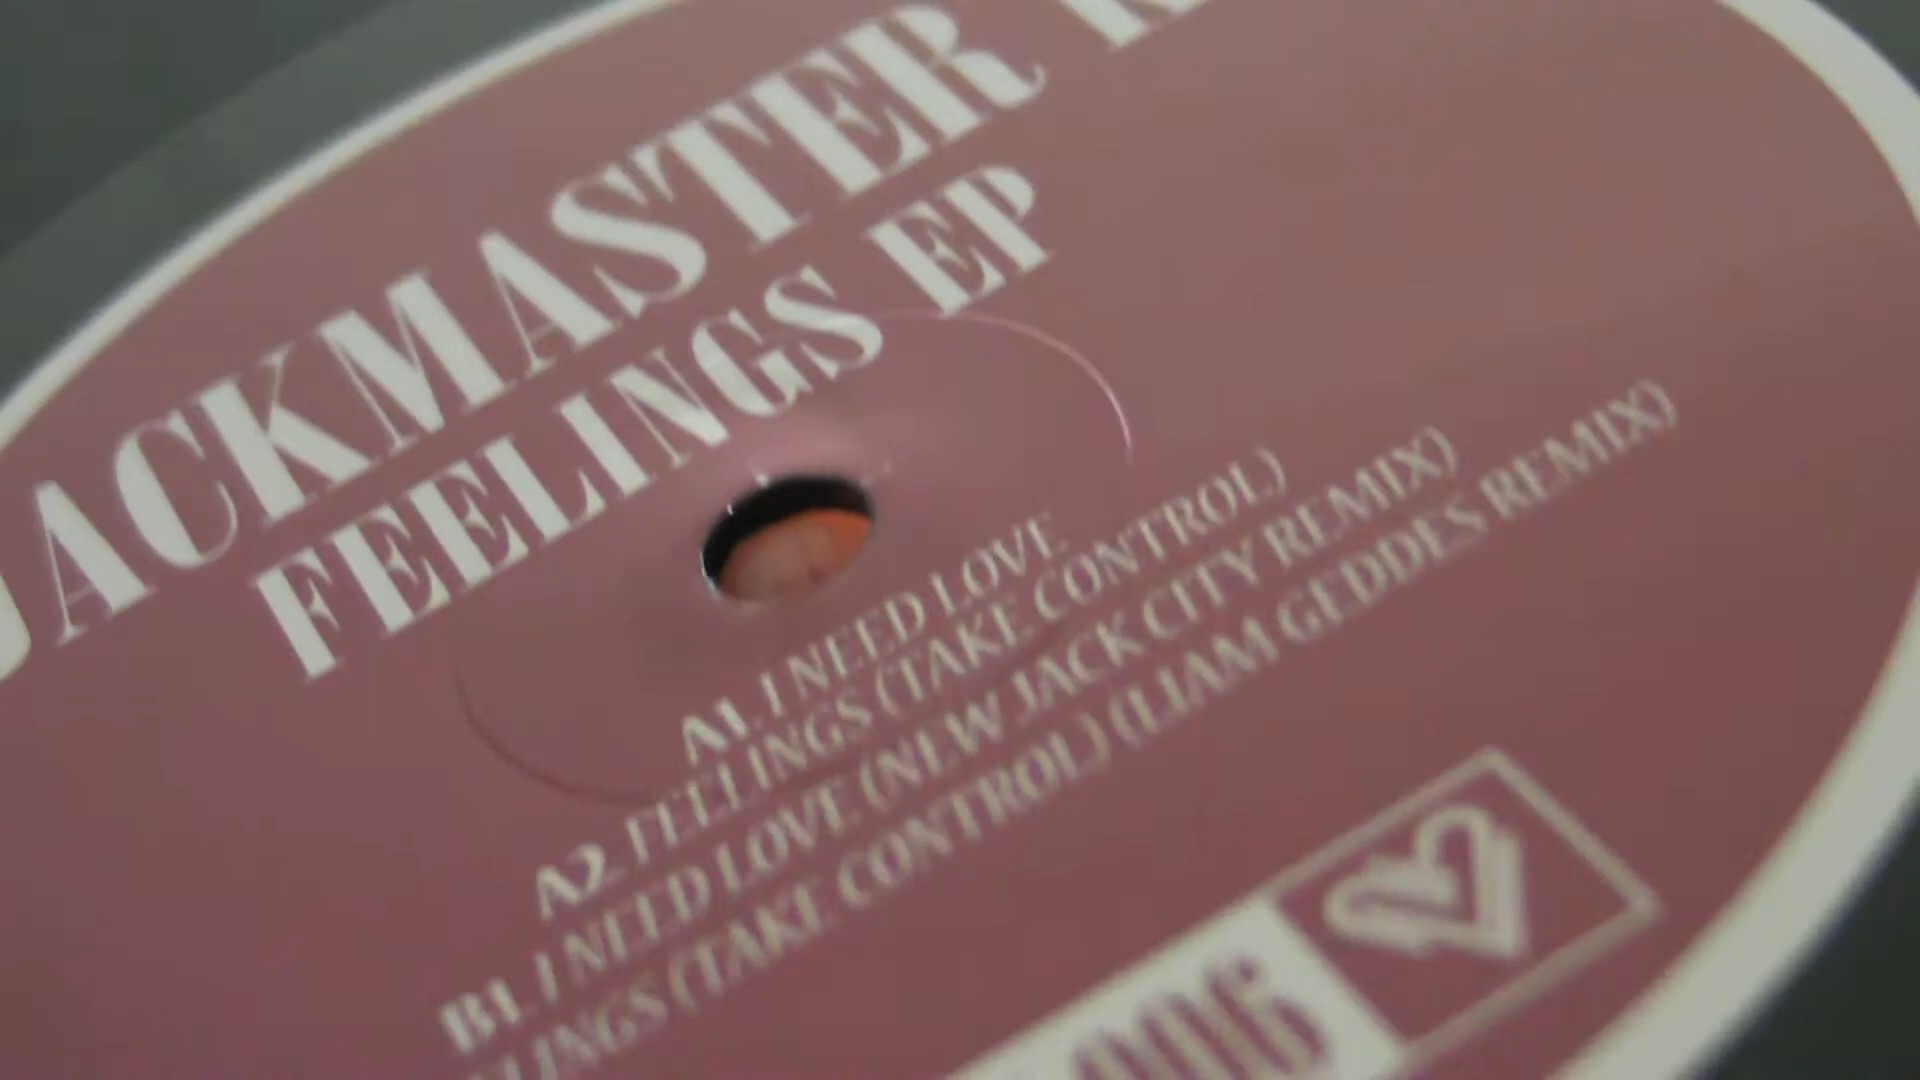 JACKMASTER
FEELINGS EP
A1. I NEED LOVE
A2. FEELINGS (TAKE CONTROL)
B1. I NEED LOVE (NEW JACK CITY REMIX)
LINGS (TAKE CONTROL) (LIAM GEDDES REMIX)